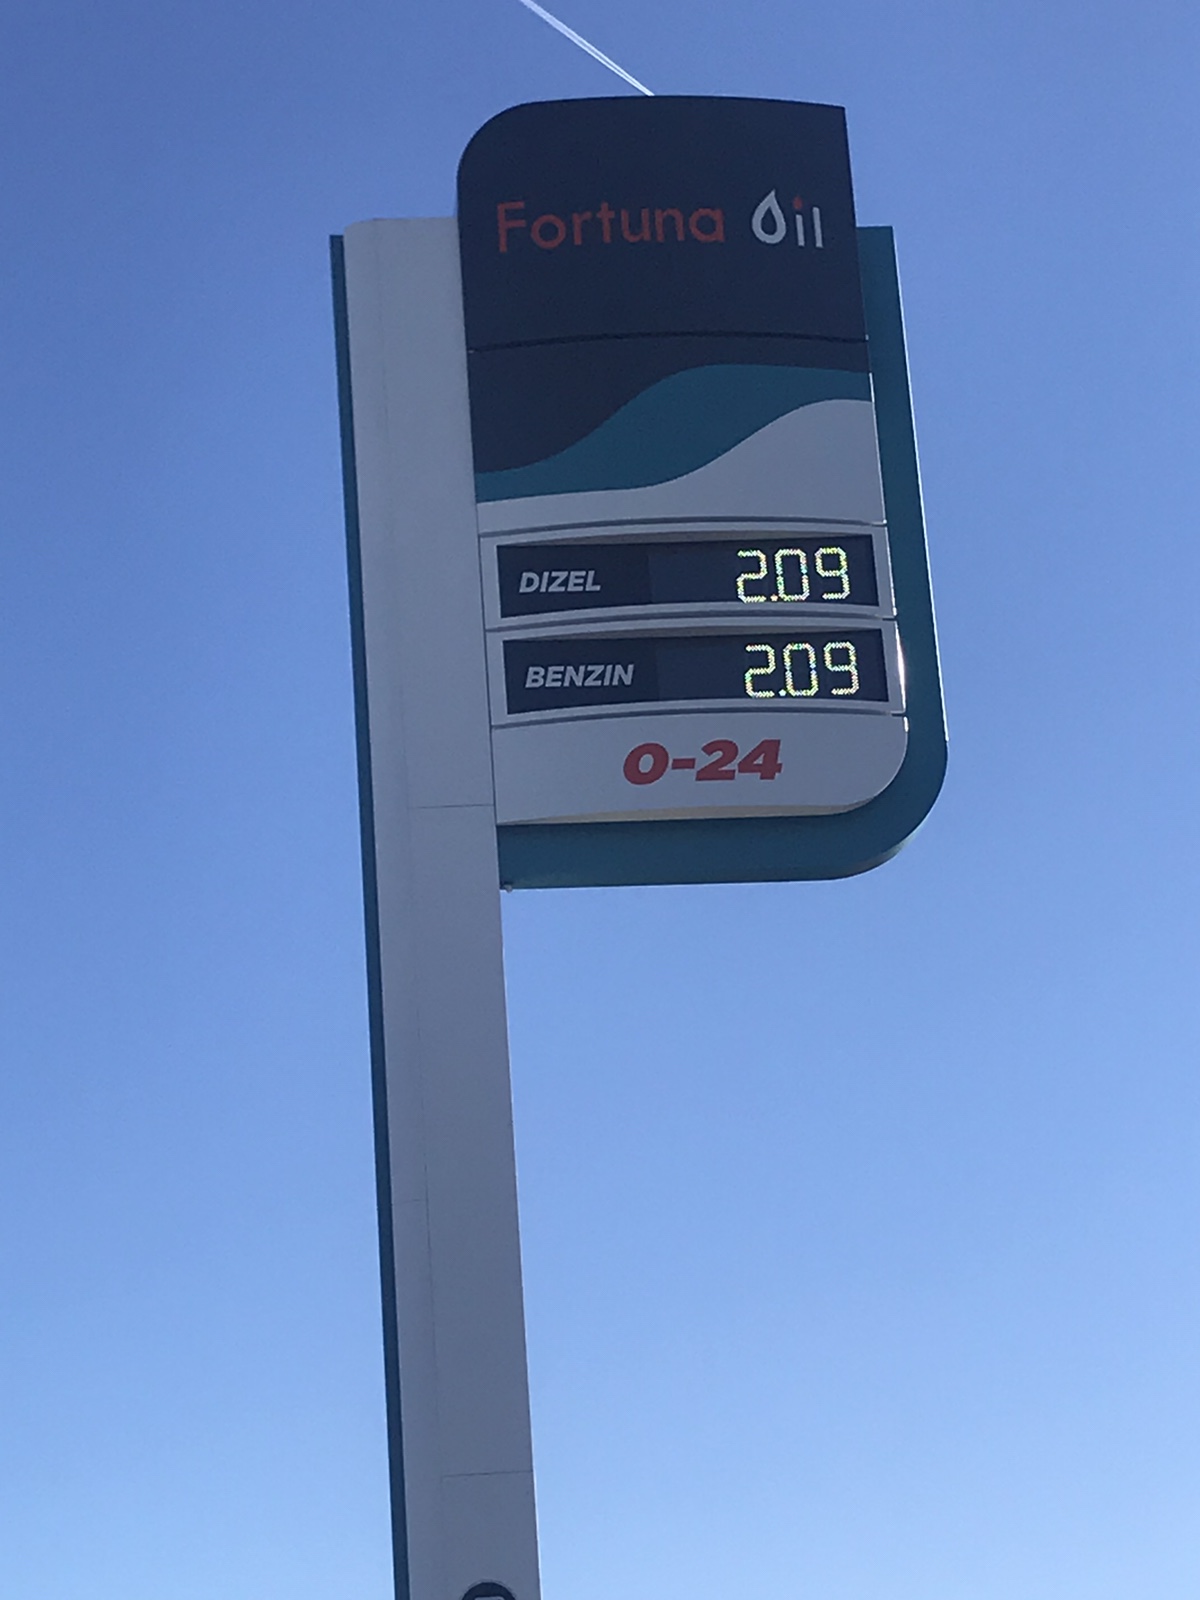 Fortuna Oil
DIZEL 2.09
BENZIN 2.09
0-24